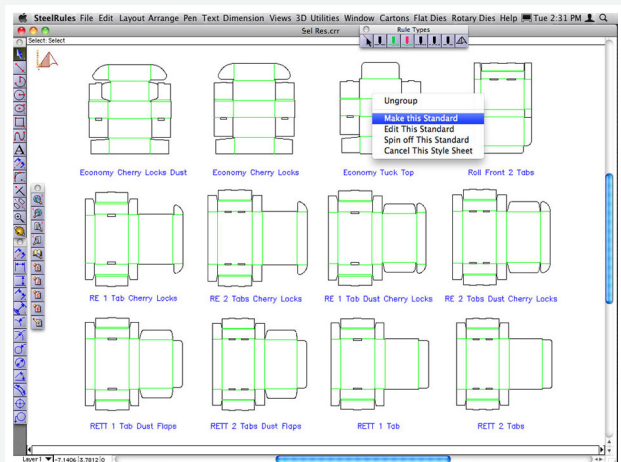 SteelRules File Edit Layout Arrange Pen Text Dimension Views 3D Utilities Window Cartons Flat Dies Rotary Dies Help Tue 2:31 PM
Sel Res.crr
Rule Types
Select: Select
Ungroup
Make this Standard
Edit This Standard
Spin off This Standard
Cancel This Style Sheet
Economy Cherry Locks Dust
Economy Cherry Locks
Economy Tuck Top
Roll Front 2 Tabs
RE 1 Tab Cherry Locks
RE 2 Tabs Cherry Locks
RE 1 Tab Dust Cherry Locks
RE 2 Tabs Dust Cherry Locks
RETT 1 Tab Dust Flaps
RETT 2 Tabs Dust Flaps
RETT 1 Tab
RETT 2 Tabs
Layer 1 -7.1406 3.7812 0